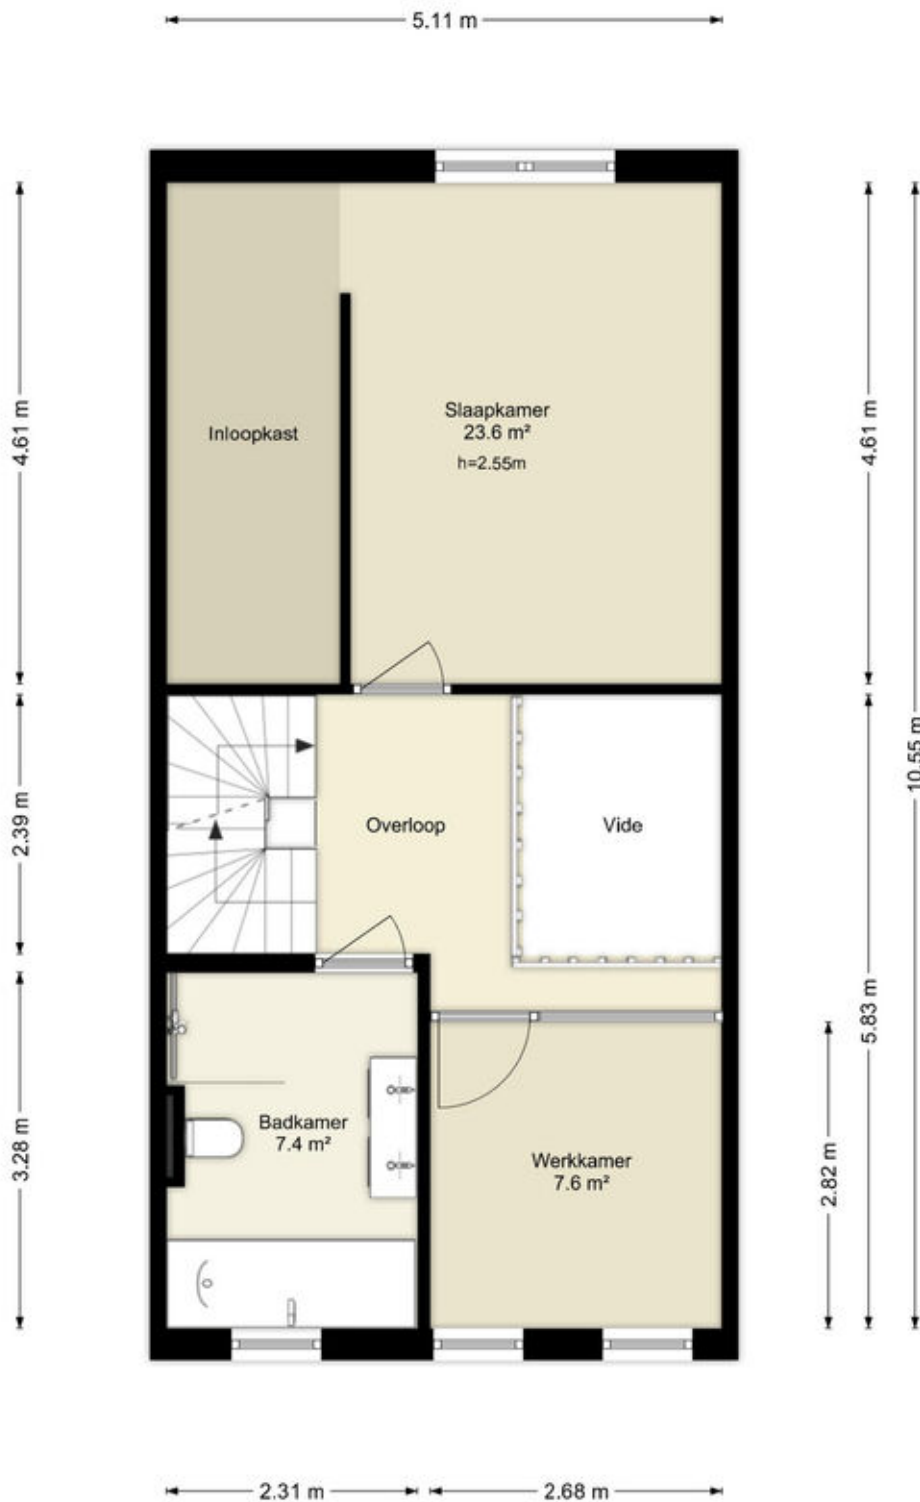 5.11 m
4.61 m
4.61 m
10.55 m
Slaapkamer
23.6 m²
h=2.55m
Inloopkast
2.39 m
Overloop
Vide
5.83 m
3.28 m
Badkamer
7.4 m²
Werkkamer
7.6 m²
2.82 m
2.31 m
2.68 m